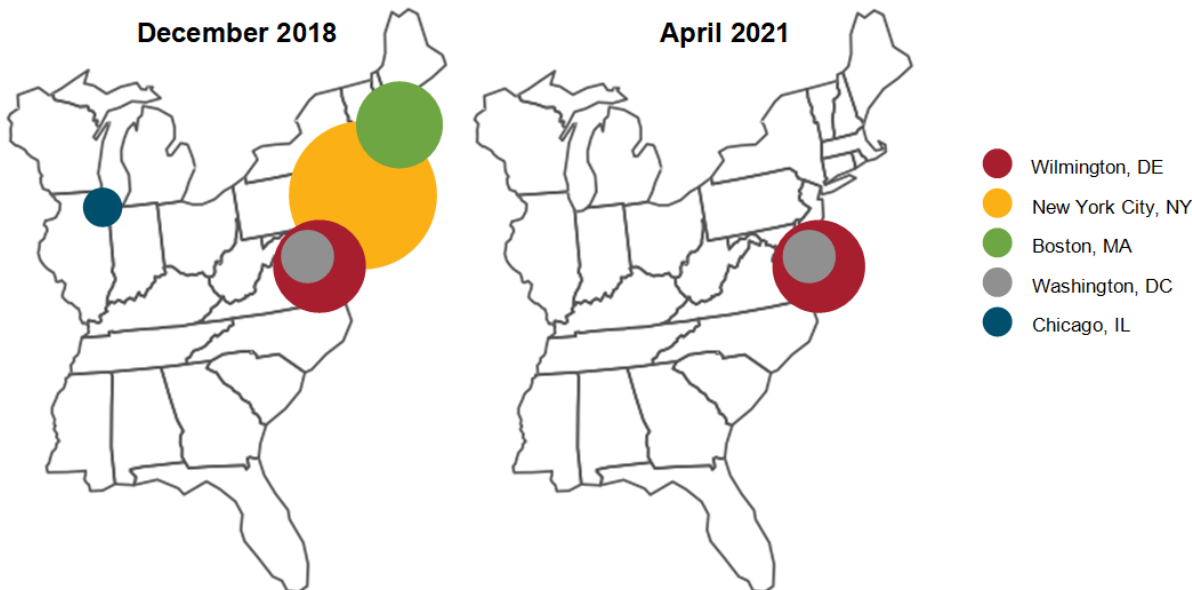 December 2018
April 2021
Wilmington, DE
New York City, NY
Boston, MA
Washington, DC
Chicago, IL